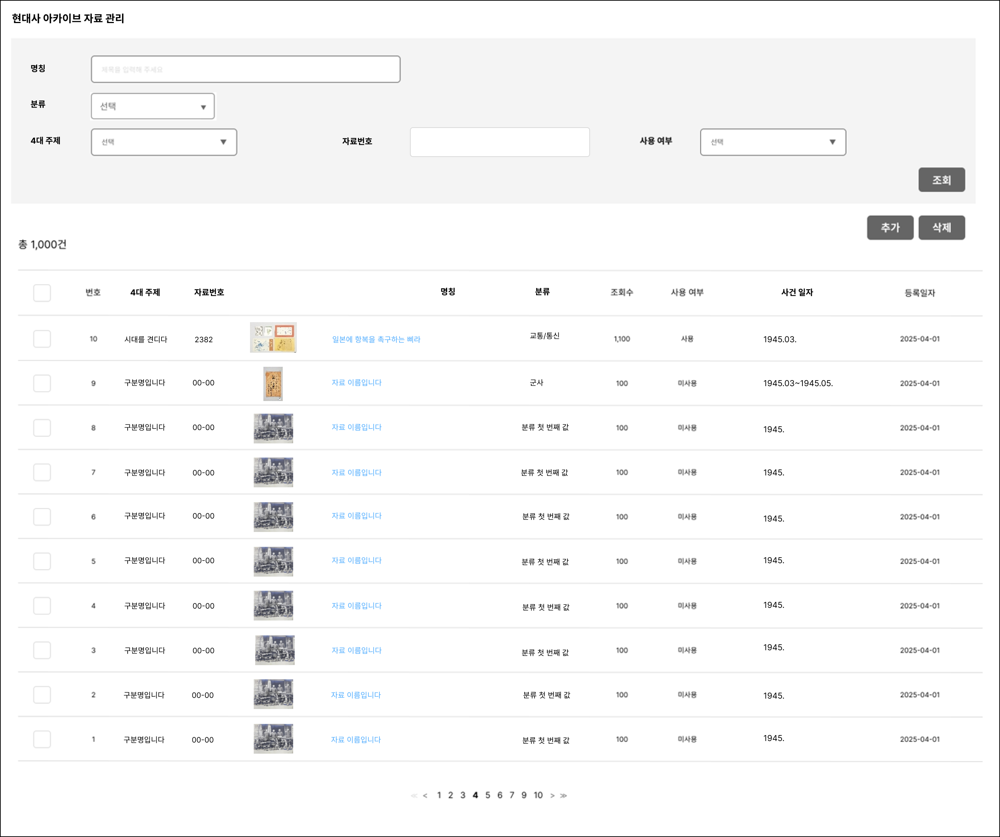 현대사 아카이브 자료 관리
명칭 제목을 입력해 주세요
분류 선택 ▼
4대 주제 선택 ▼ 자료번호 사용 여부 선택 ▼
조회
추가 삭제
총 1,000건
번호 4대 주제 자료번호 명칭 분류 조회수 사용 여부 사건 일자 등록일자
10 시대를 견디다 2382 일본에 항복을 촉구하는 삐라 교통/통신 1,100 사용 1945.03. 2025-04-01
9 구분명입니다 00-00 자료 이름입니다 군사 100 미사용 1945.03~1945.05. 2025-04-01
8 구분명입니다 00-00 자료 이름입니다 분류 첫 번째 값 100 미사용 1945. 2025-04-01
7 구분명입니다 00-00 자료 이름입니다 분류 첫 번째 값 100 미사용 1945. 2025-04-01
6 구분명입니다 00-00 자료 이름입니다 분류 첫 번째 값 100 미사용 1945. 2025-04-01
5 구분명입니다 00-00 자료 이름입니다 분류 첫 번째 값 100 미사용 1945. 2025-04-01
4 구분명입니다 00-00 자료 이름입니다 분류 첫 번째 값 100 미사용 1945. 2025-04-01
3 구분명입니다 00-00 자료 이름입니다 분류 첫 번째 값 100 미사용 1945. 2025-04-01
2 구분명입니다 00-00 자료 이름입니다 분류 첫 번째 값 100 미사용 1945. 2025-04-01
1 구분명입니다 00-00 자료 이름입니다 분류 첫 번째 값 100 미사용 1945. 2025-04-01
≪ < 1 2 3 4 5 6 7 9 10 > ≫